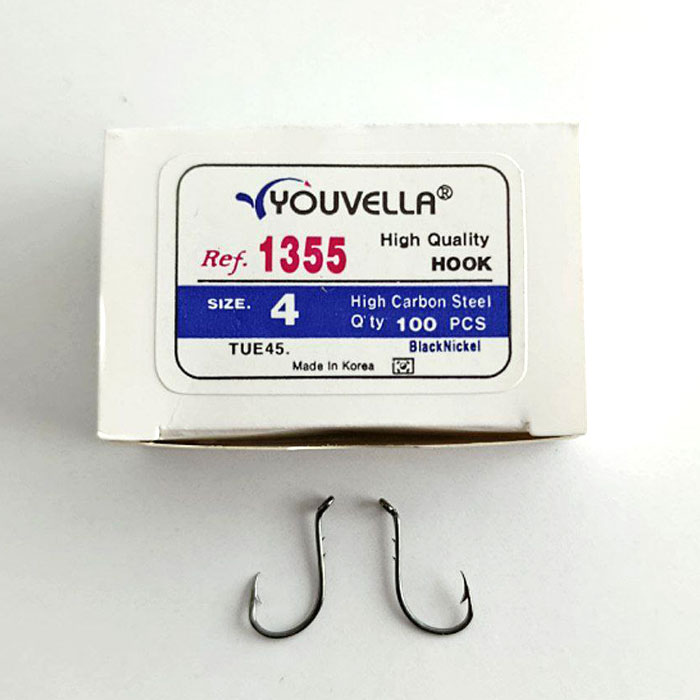 YOUVELLA®
Ref. 1355
High Quality
HOOK
SIZE. 4
High Carbon Steel
Q'ty 100 PCS
TUE45.
BlackNickel
Made In Korea